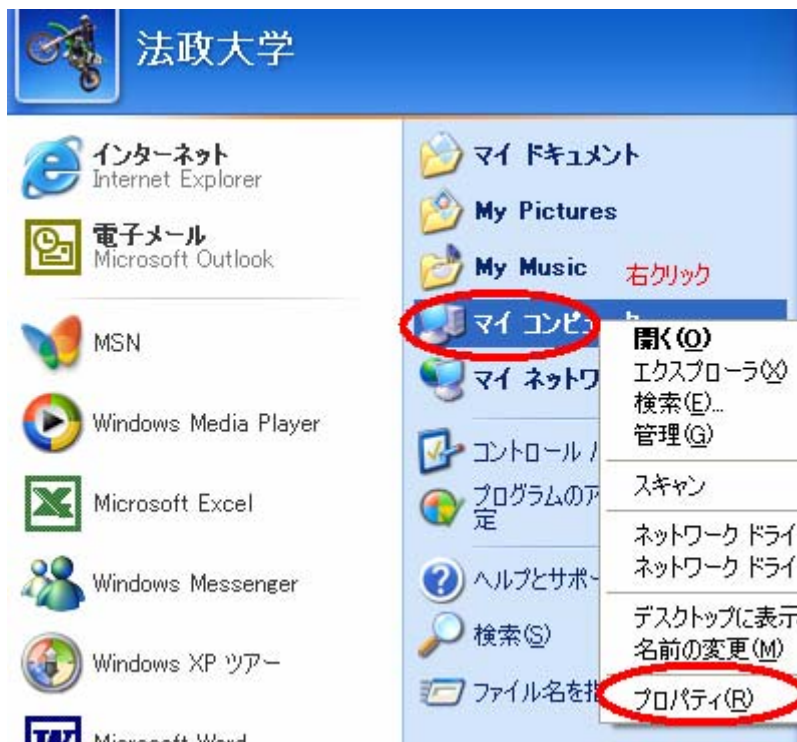 法政大学
インターネット
Internet Explorer
電子メール
Microsoft Outlook
MSN
Windows Media Player
Microsoft Excel
Windows Messenger
Windows XP ツアー
Microsoft Word
マイ ドキュメント
My Pictures
My Music
右クリック
マイ コンピュ
マイ ネットワ
コントロール
プログラムのア
定
ヘルプとサポー
検索(S)
ファイル名を指
開く(O)
エクスプローラ(X)
検索(E)...
管理(G)
スキャン
ネットワーク ドライ
ネットワーク ドライ
デスクトップに表示
名前の変更(M)
プロパティ(R)